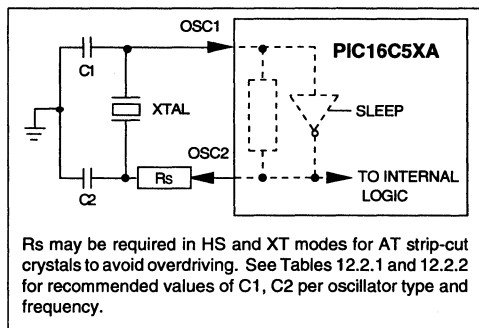 OSC1
PIC16C5XA
C1
XTAL
SLEEP
OSC2
Rs
C2
TO INTERNAL
LOGIC
Rs may be required in HS and XT modes for AT strip-cut
crystals to avoid overdriving. See Tables 12.2.1 and 12.2.2
for recommended values of C1, C2 per oscillator type and
frequency.